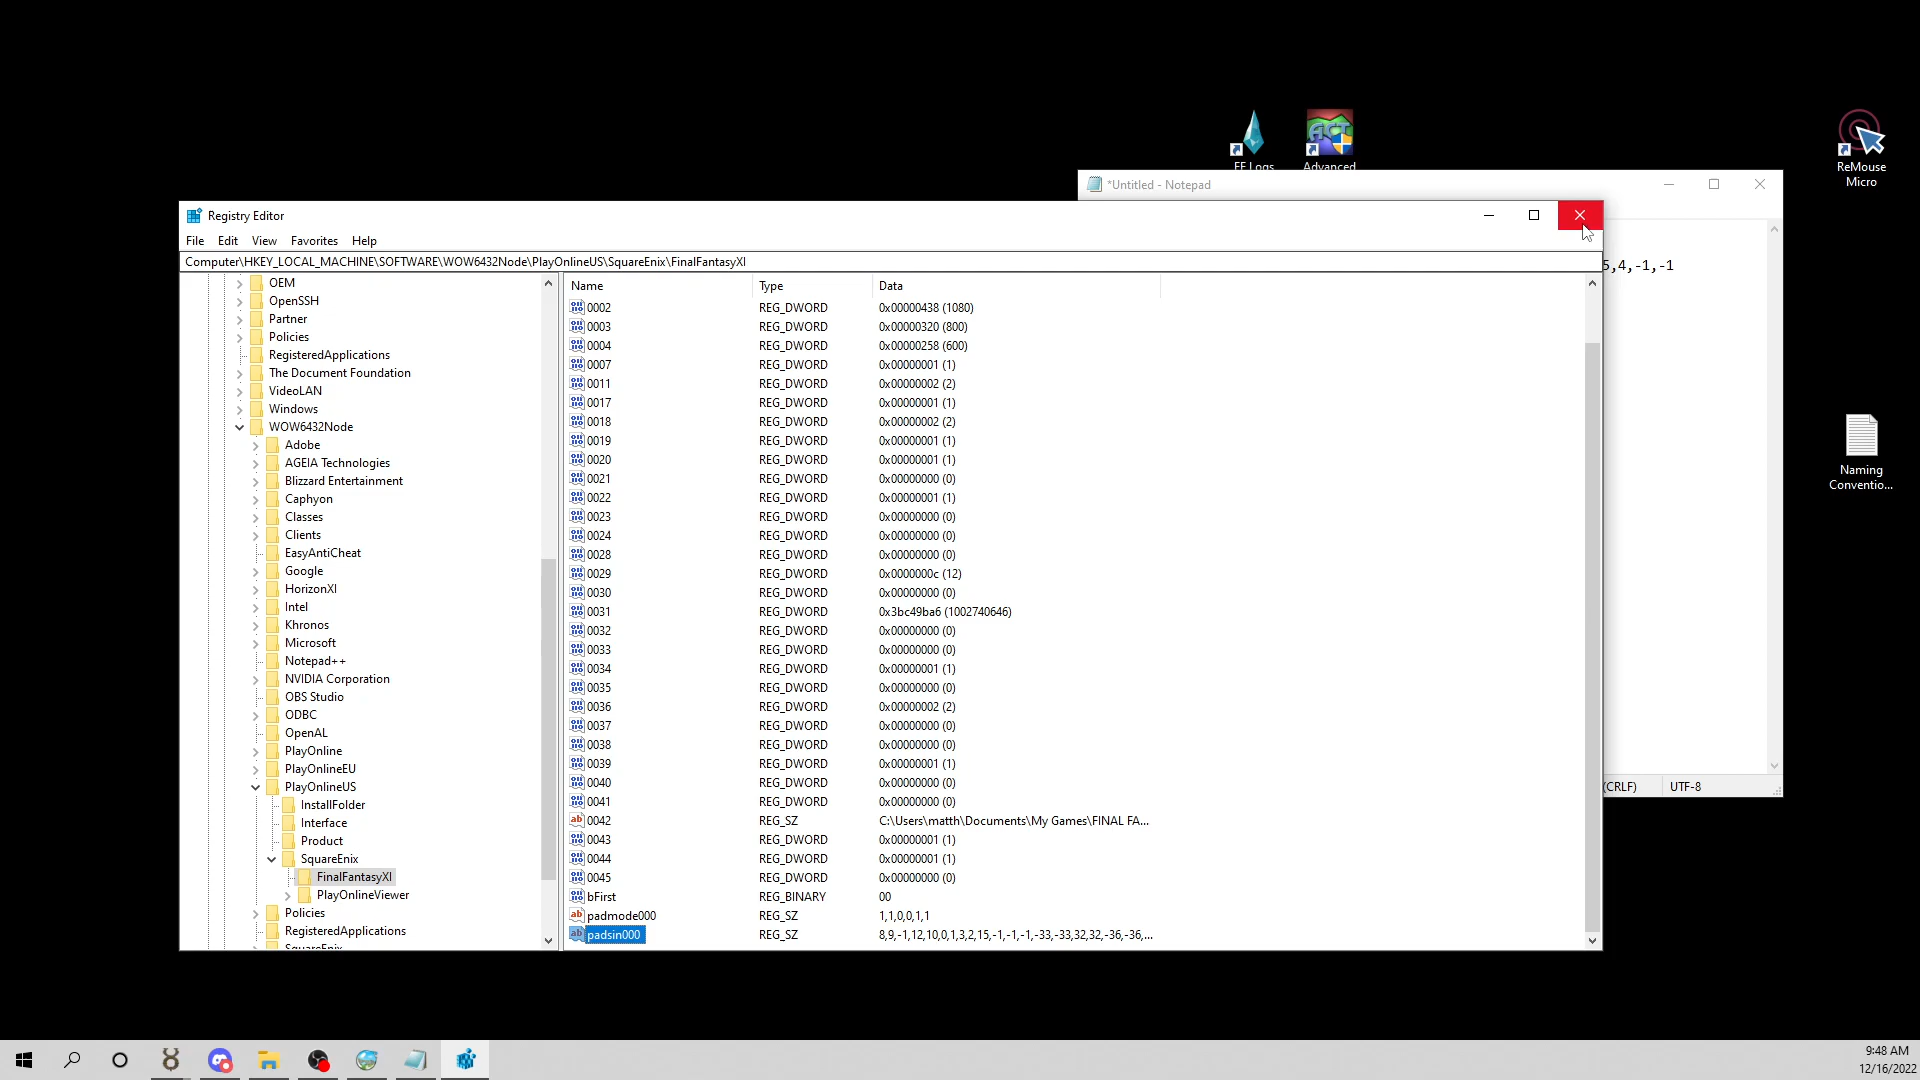 FF Logs
Advanced
ReMouse
Micro
*Untitled - Notepad
Registry Editor
File Edit View Favorites Help
Computer\HKEY_LOCAL_MACHINE\SOFTWARE\WOW6432Node\PlayOnlineUS\SquareEnix\FinalFantasyXI
5,4,-1,-1
OEM
OpenSSH
Partner
Policies
RegisteredApplications
The Document Foundation
VideoLAN
Windows
WOW6432Node
Adobe
AGEIA Technologies
Blizzard Entertainment
Caphyon
Classes
Clients
EasyAntiCheat
Google
HorizonXI
Intel
Khronos
Microsoft
Notepad++
NVIDIA Corporation
OBS Studio
ODBC
OpenAL
PlayOnline
PlayOnlineEU
PlayOnlineUS
InstallFolder
Interface
Product
SquareEnix
FinalFantasyXI
PlayOnlineViewer
Policies
RegisteredApplications
SquareEnix
Name Type Data
0002 REG_DWORD 0x00000438 (1080)
0003 REG_DWORD 0x00000320 (800)
0004 REG_DWORD 0x00000258 (600)
0007 REG_DWORD 0x00000001 (1)
0011 REG_DWORD 0x00000002 (2)
0017 REG_DWORD 0x00000001 (1)
0018 REG_DWORD 0x00000002 (2)
0019 REG_DWORD 0x00000001 (1)
0020 REG_DWORD 0x00000001 (1)
0021 REG_DWORD 0x00000000 (0)
0022 REG_DWORD 0x00000001 (1)
0023 REG_DWORD 0x00000000 (0)
0024 REG_DWORD 0x00000000 (0)
0028 REG_DWORD 0x00000000 (0)
0029 REG_DWORD 0x0000000c (12)
0030 REG_DWORD 0x00000000 (0)
0031 REG_DWORD 0x3bc49ba6 (1002740646)
0032 REG_DWORD 0x00000000 (0)
0033 REG_DWORD 0x00000000 (0)
0034 REG_DWORD 0x00000001 (1)
0035 REG_DWORD 0x00000000 (0)
0036 REG_DWORD 0x00000002 (2)
0037 REG_DWORD 0x00000000 (0)
0038 REG_DWORD 0x00000000 (0)
0039 REG_DWORD 0x00000001 (1)
0040 REG_DWORD 0x00000000 (0)
0041 REG_DWORD 0x00000000 (0)
0042 REG_SZ C:\Users\matth\Documents\My Games\FINAL FA...
0043 REG_DWORD 0x00000001 (1)
0044 REG_DWORD 0x00000001 (1)
0045 REG_DWORD 0x00000000 (0)
bFirst REG_BINARY 00
padmode000 REG_SZ 1,1,0,0,1,1
padsin000 REG_SZ 8,9,-1,12,10,0,1,3,2,15,-1,-1,-1,-33,-33,32,32,-36,-36,...
(CRLF) UTF-8
Naming
Conventio...
ACT
9:48 AM
12/16/2022